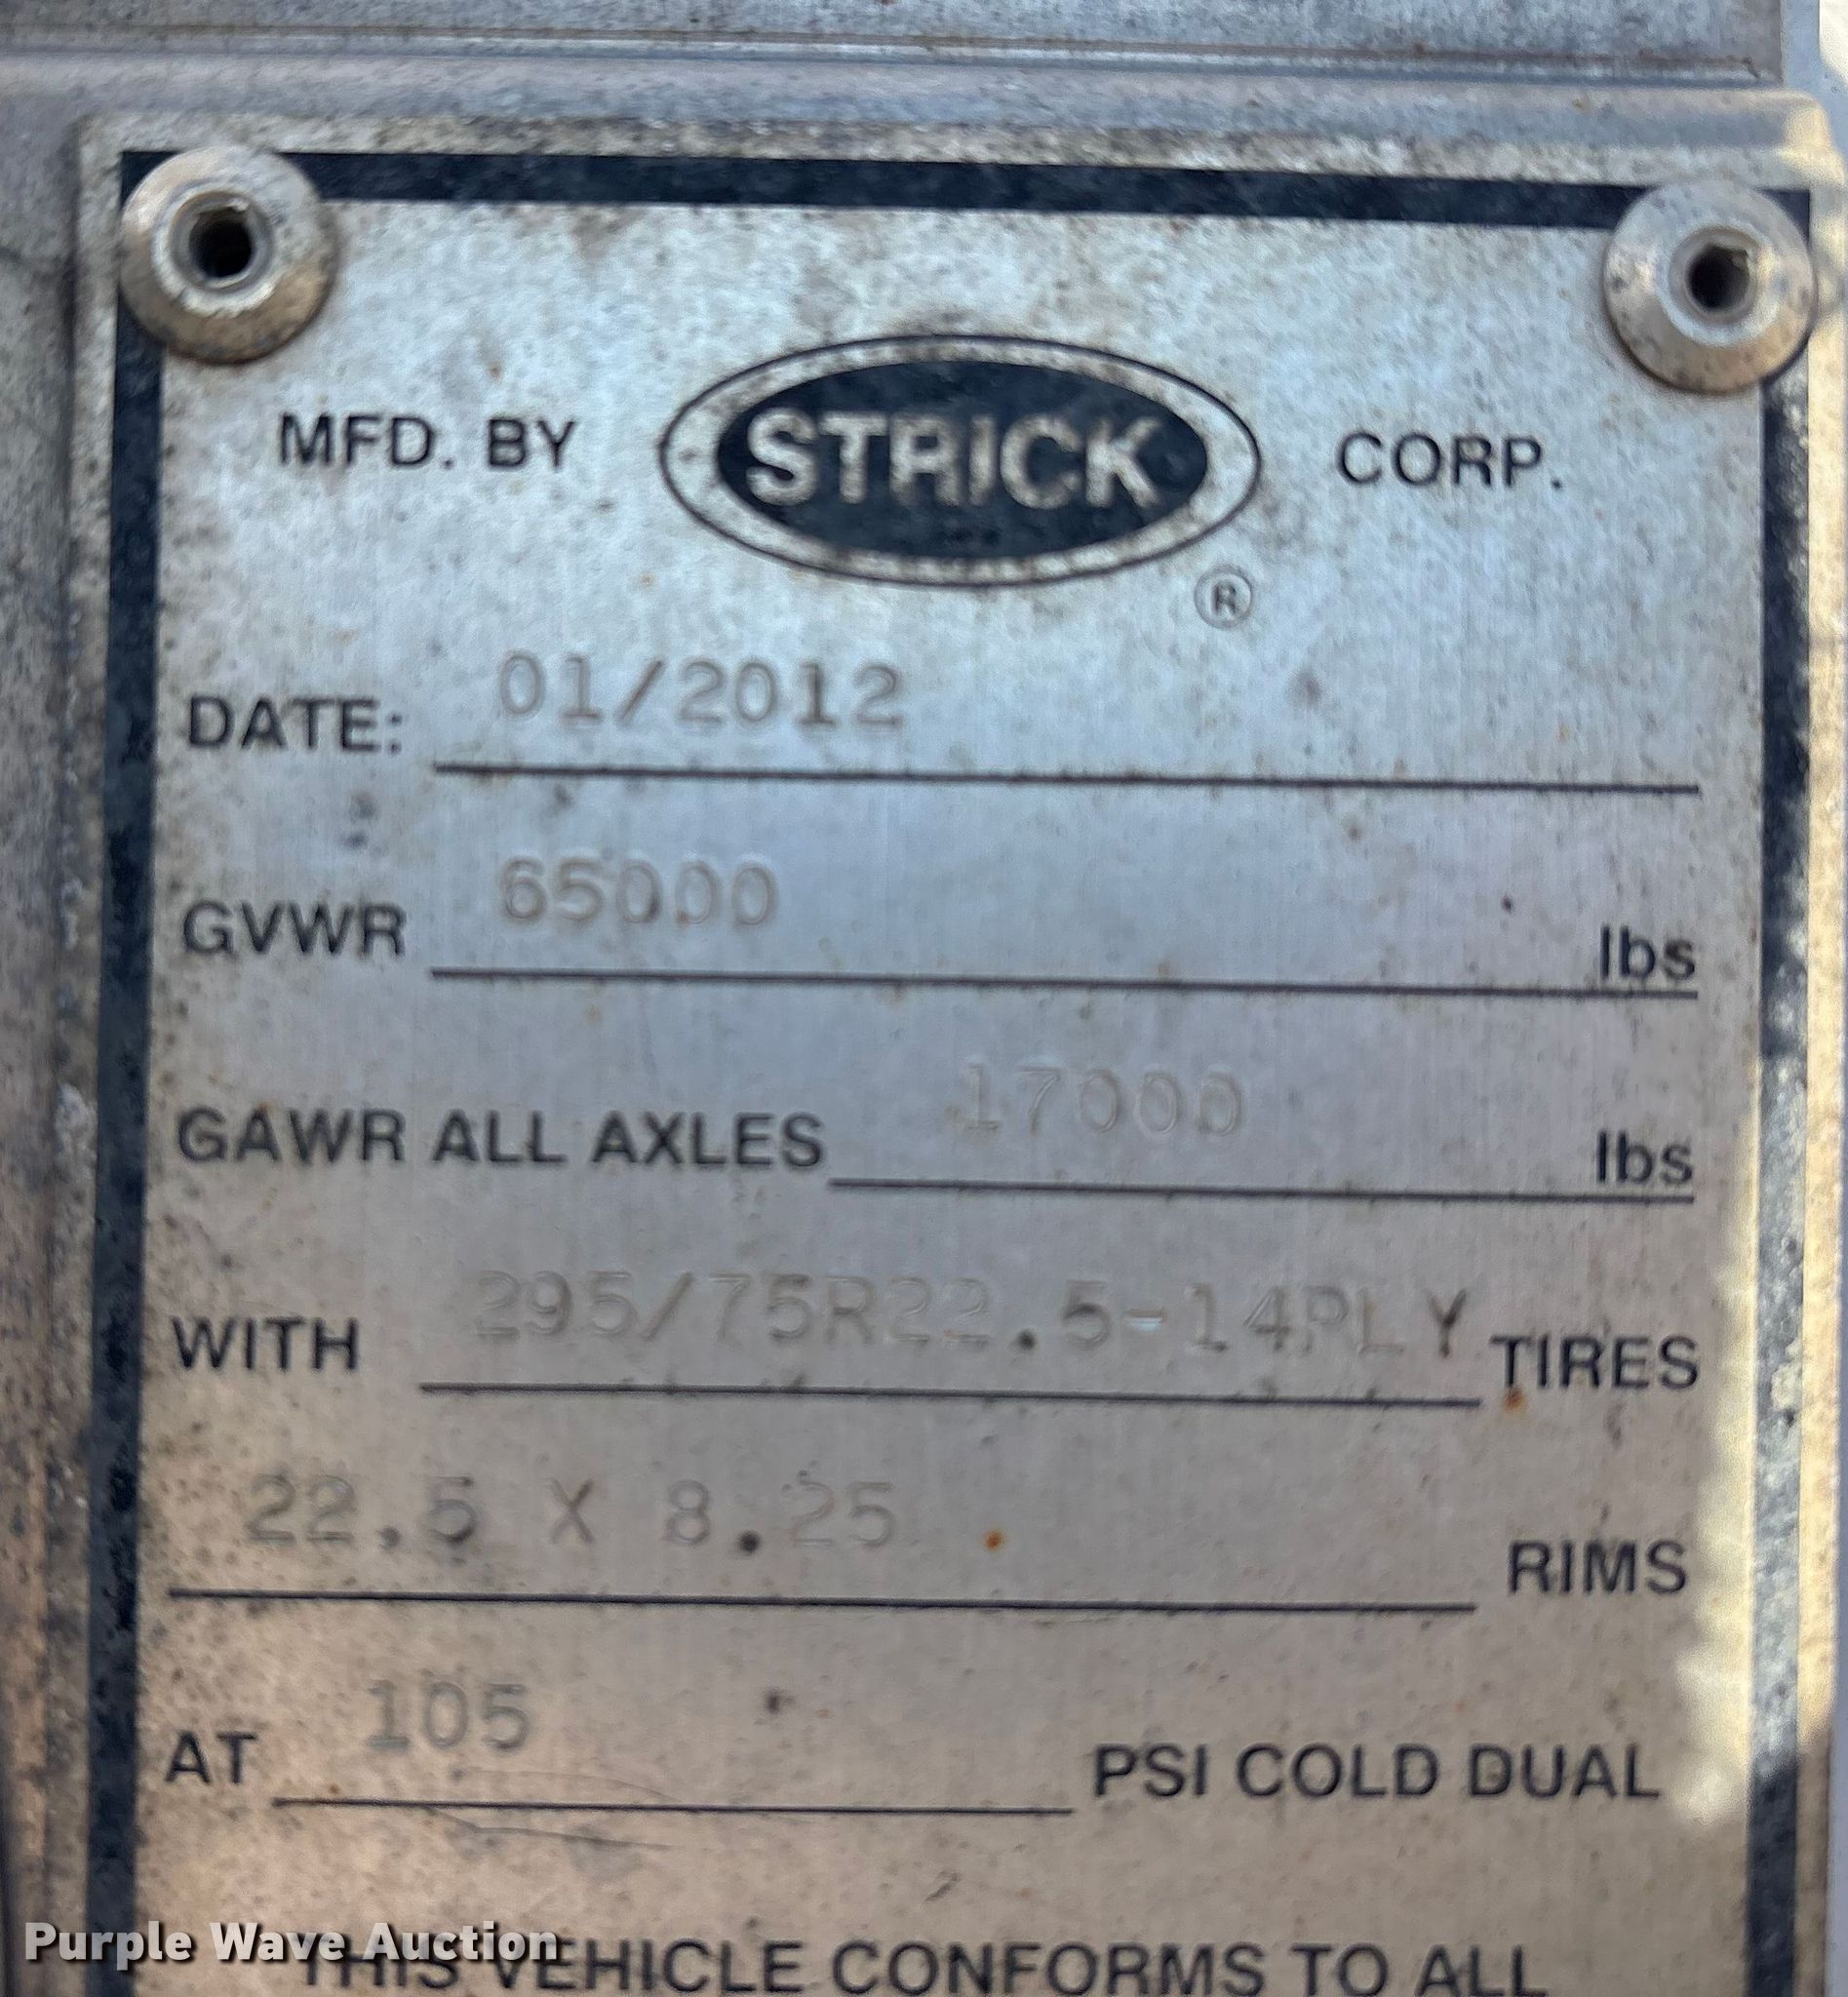 MFD. BY STRICK CORP.
®
DATE: 01/2012
GVWR 65000 lbs
GAWR ALL AXLES 17000 lbs
WITH 295/75R22.5-14PLY TIRES
22.5 X 8.25 RIMS
AT 105 PSI COLD DUAL
Purple Wave Auction
THIS VEHICLE CONFORMS TO ALL